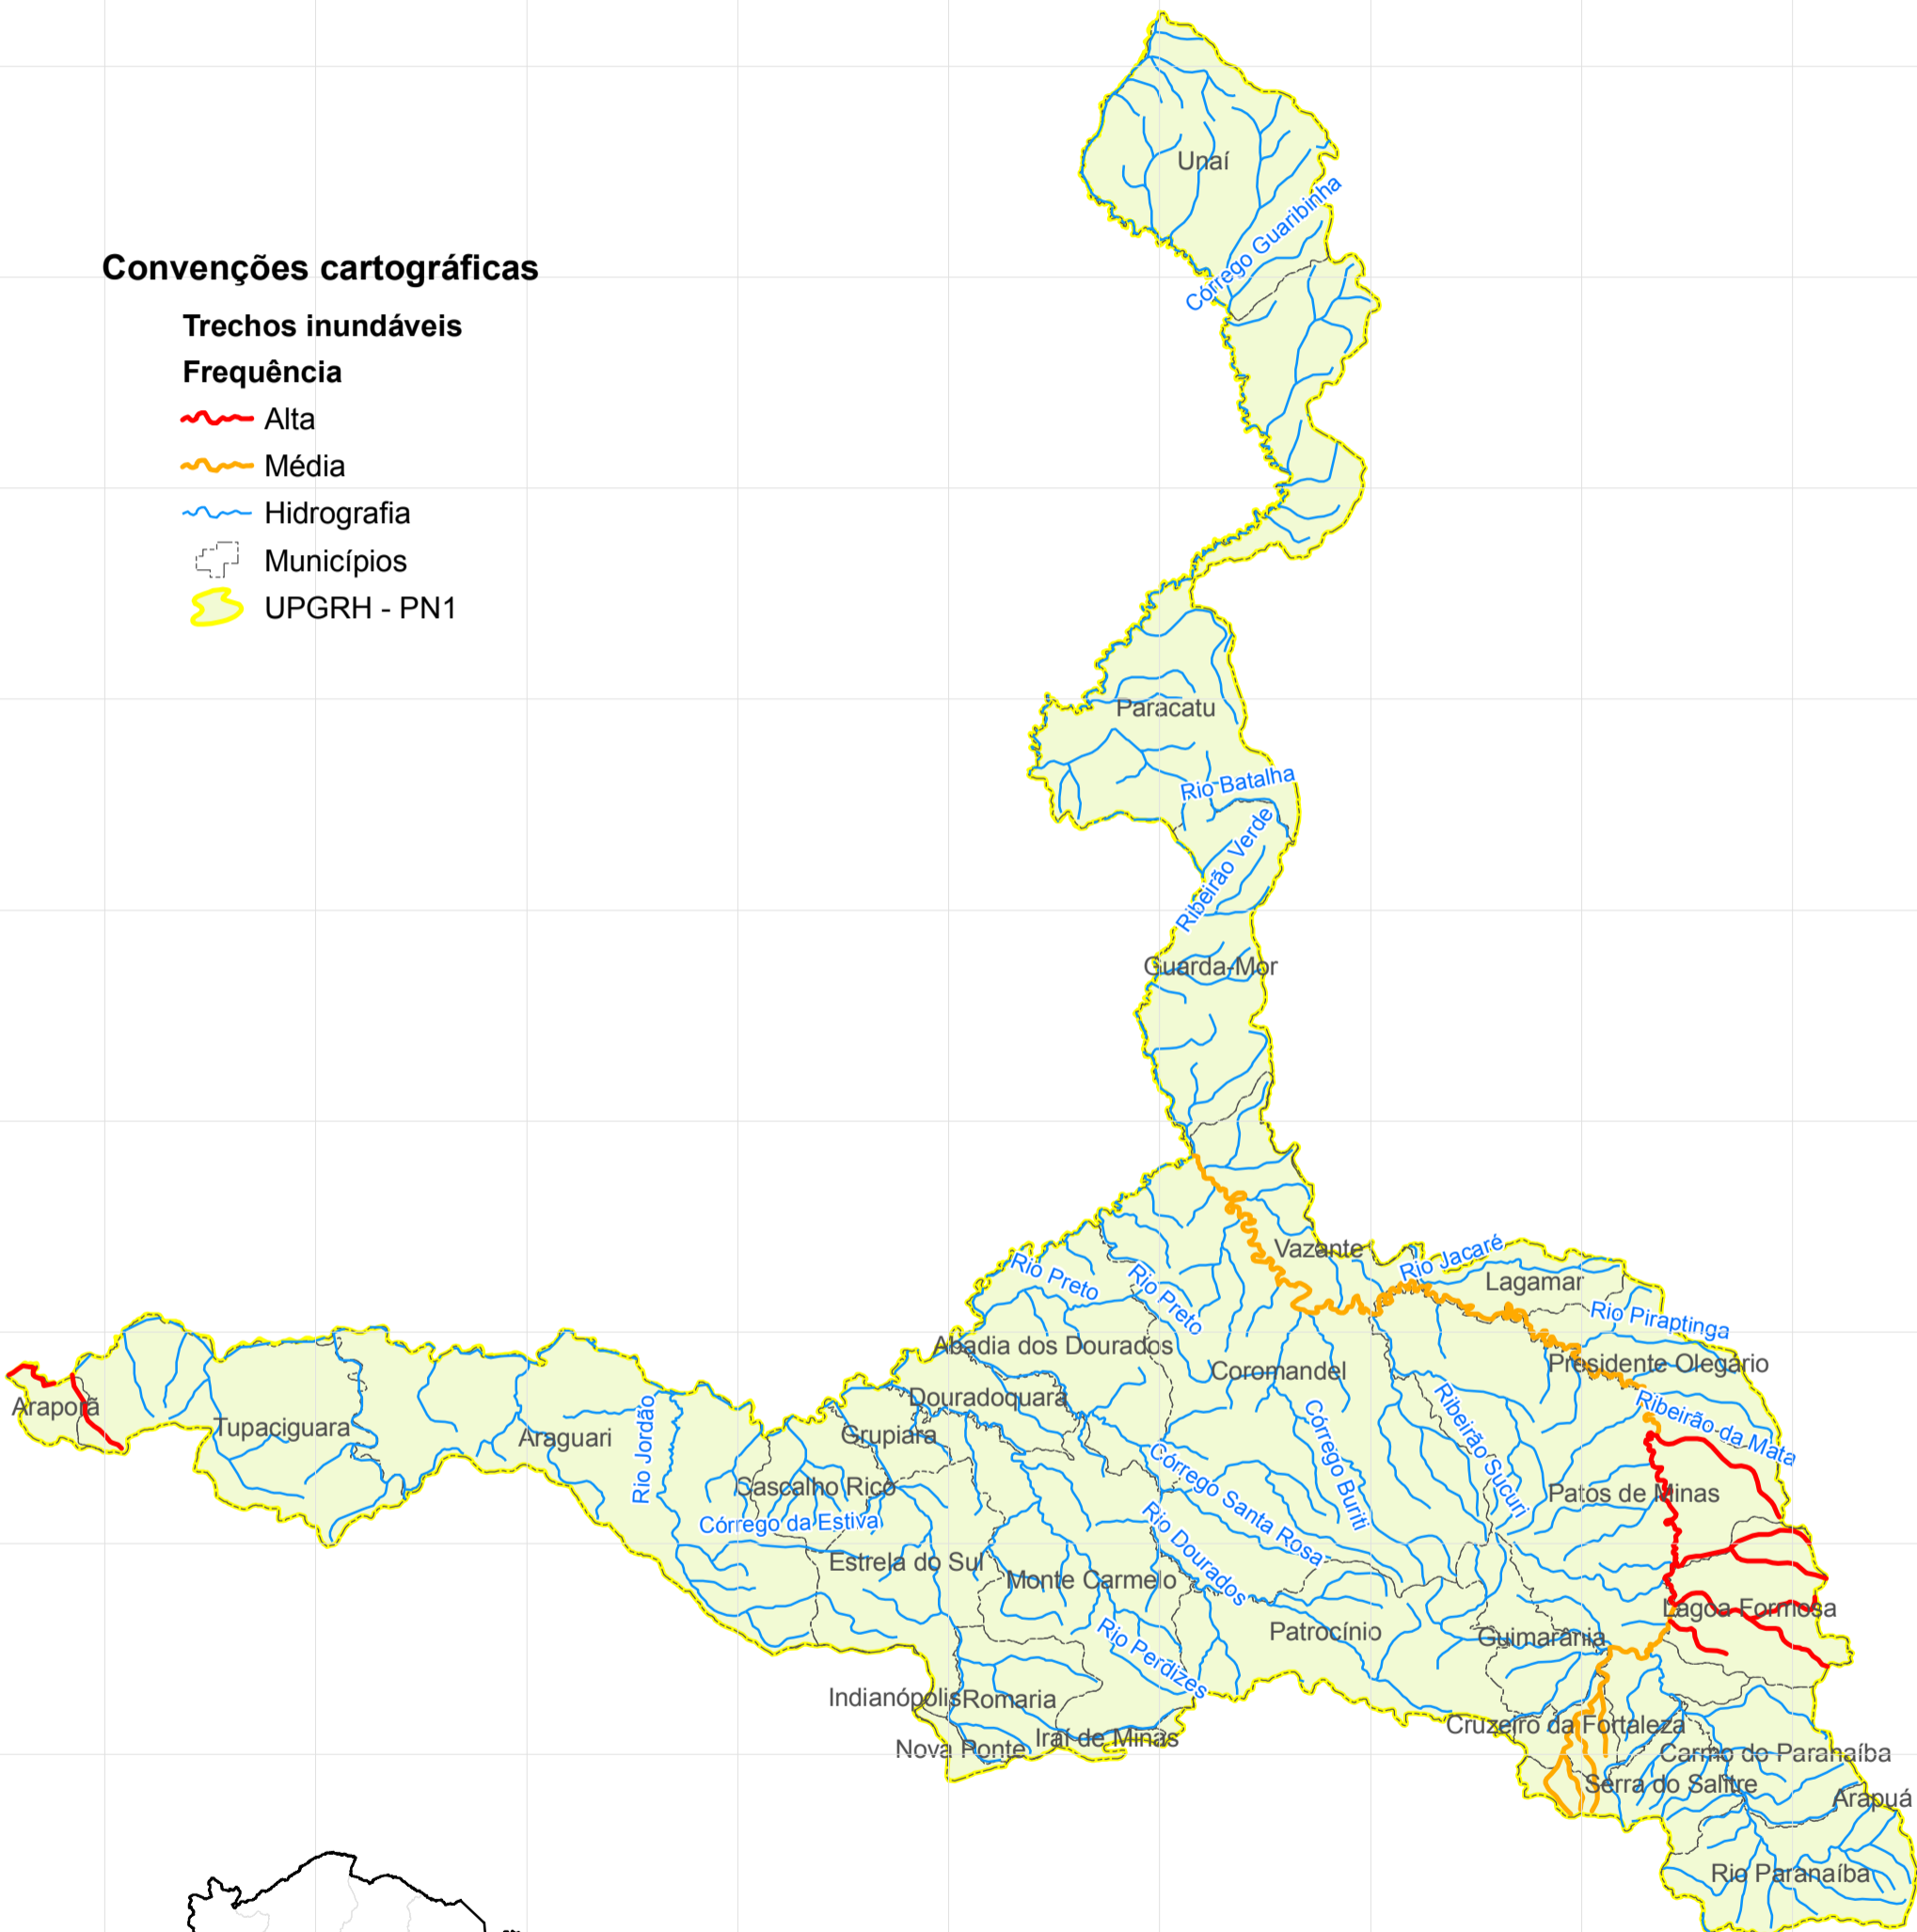 Convenções cartográficas
Trechos inundáveis
Frequência
Alta
Média
Hidrografia
Municípios
UPGRH - PN1
Unaí
Córrego Guaribinha
Paracatu
Rio Batalha
Ribeirão Verde
Guarda-Mor
Vazante
Rio Jacaré
Lagamar
Rio Preto
Rio Preto
Rio Piraptinga
Abadia dos Dourados
Coromandel
Presidente Olegário
Douradoquara
Araporã
Tupaciguara
Araguari
Rio Jordão
Grupiara
Córrego Buriti
Ribeirão Sucuri
Ribeirão da Mata
Cascalho Rico
Córrego Santa Rosa
Patos de Minas
Córrego da Estiva
Estrela do Sul
Monte Carmelo
Rio Dourados
Lagoa Formosa
Patrocínio
Guimarânia
Rio Perdizes
Indianópolis
Romaria
Cruzeiro da Fortaleza
Nova Ponte
Iraí de Minas
Carmo do Paranaíba
Serra do Salitre
Arapuá
Rio Paranaíba